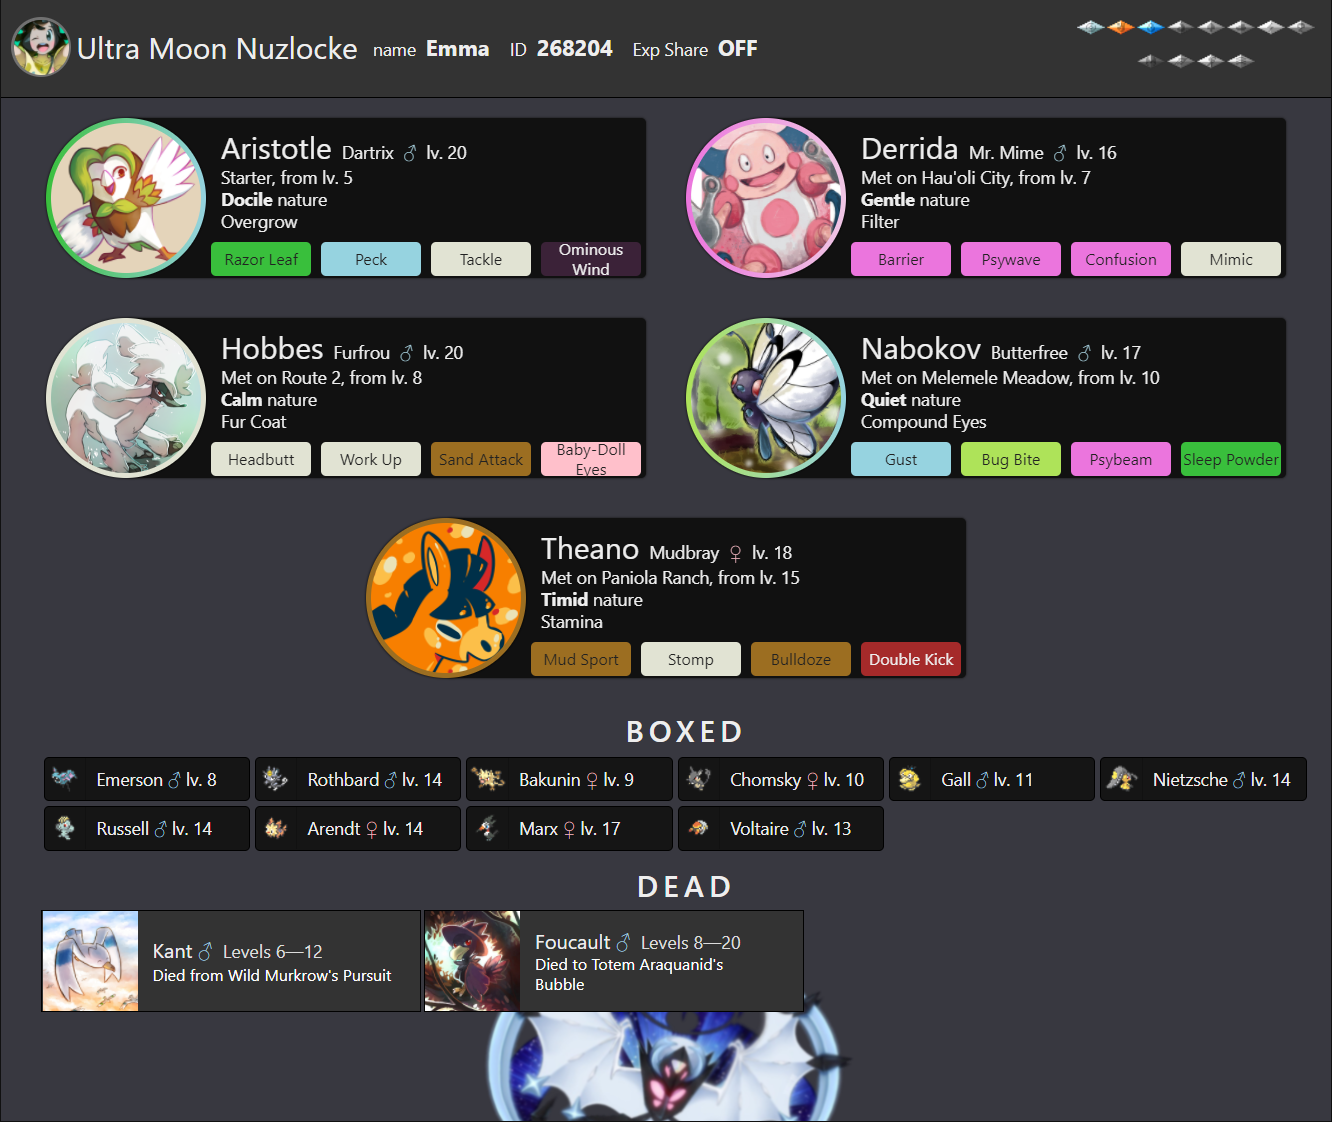 Ultra Moon Nuzlocke name Emma ID 268204 Exp Share OFF
Aristotle Dartrix ♂ lv. 20
Starter, from lv. 5
Docile nature
Overgrow
Razor Leaf Peck Tackle Ominous Wind
Derrida Mr. Mime ♂ lv. 16
Met on Hau'oli City, from lv. 7
Gentle nature
Filter
Barrier Psywave Confusion Mimic
Hobbes Furfrou ♂ lv. 20
Met on Route 2, from lv. 8
Calm nature
Fur Coat
Headbutt Work Up Sand Attack Baby-Doll Eyes
Nabokov Butterfree ♂ lv. 17
Met on Melemele Meadow, from lv. 10
Quiet nature
Compound Eyes
Gust Bug Bite Psybeam Sleep Powder
Theano Mudbray ♀ lv. 18
Met on Paniola Ranch, from lv. 15
Timid nature
Stamina
Mud Sport Stomp Bulldoze Double Kick
BOXED
Emerson ♂ lv. 8
Rothbard ♂ lv. 14
Bakunin ♀ lv. 9
Chomsky ♀ lv. 10
Gall ♂ lv. 11
Nietzsche ♂ lv. 14
Russell ♂ lv. 14
Arendt ♀ lv. 14
Marx ♀ lv. 17
Voltaire ♂ lv. 13
DEAD
Kant ♂ Levels 6—12
Died from Wild Murkrow's Pursuit
Foucault ♂ Levels 8—20
Died to Totem Araquanid's
Bubble